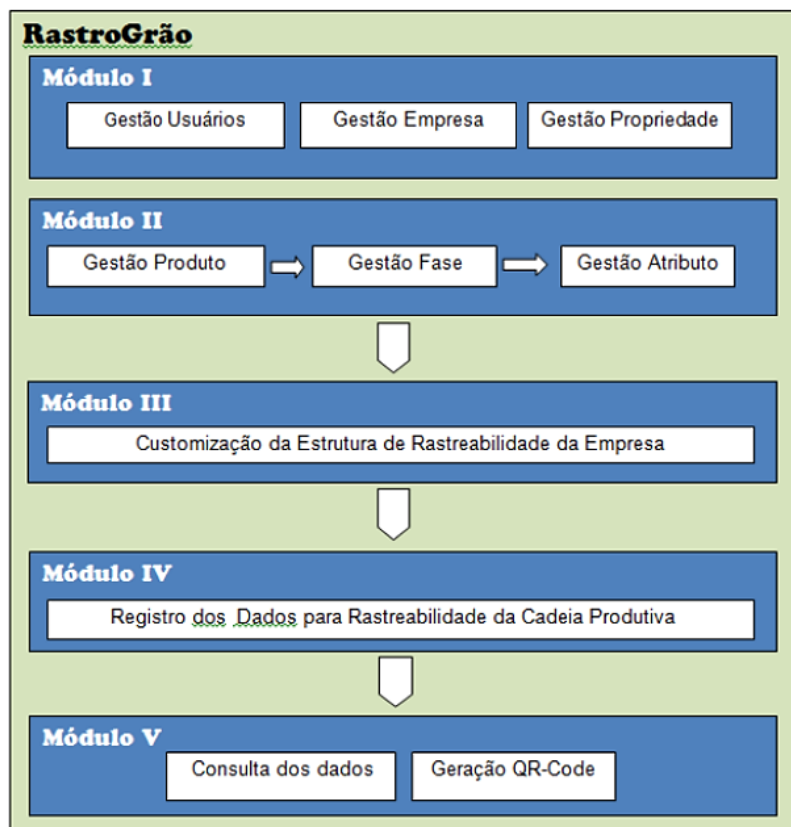 RastroGrão
Módulo I
Gestão Usuários
Gestão Empresa
Gestão Propriedade
Módulo II
Gestão Produto
Gestão Fase
Gestão Atributo
Módulo III
Customização da Estrutura de Rastreabilidade da Empresa
Módulo IV
Registro dos Dados para Rastreabilidade da Cadeia Produtiva
Módulo V
Consulta dos dados
Geração QR-Code